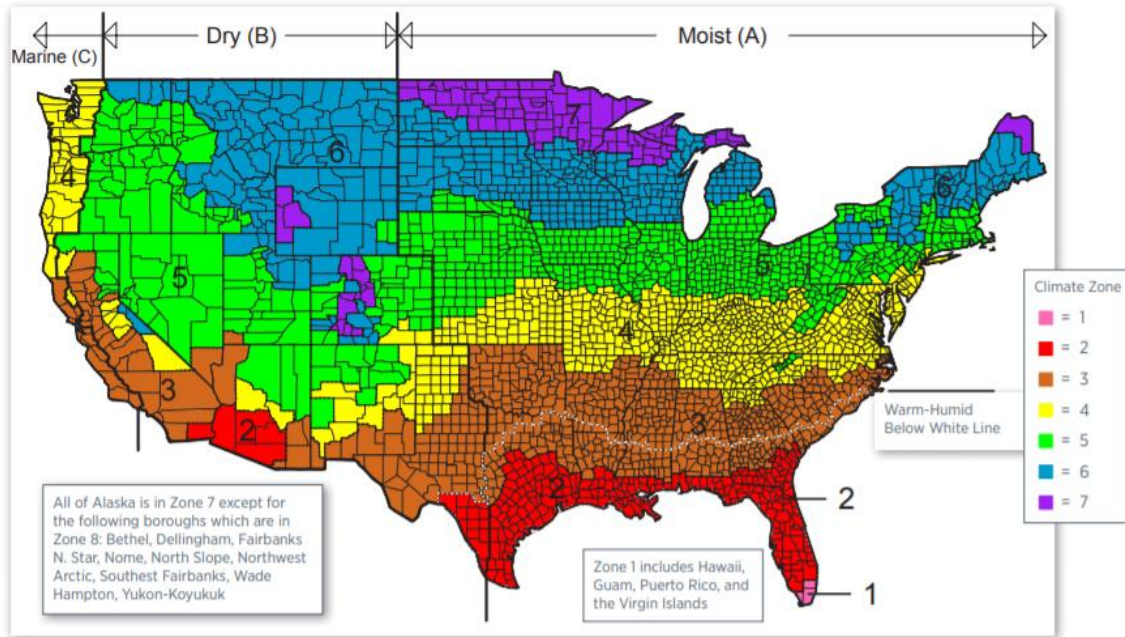 Marine (C)
Dry (B)
Moist (A)
7
6
6
4
5
5
4
3
3
2
2
2
1
Climate Zone
= 1
= 2
= 3
= 4
= 5
= 6
= 7
Warm-Humid
Below White Line
All of Alaska is in Zone 7 except for
the following boroughs which are in
Zone 8: Bethel, Dellingham, Fairbanks
N. Star, Nome, North Slope, Northwest
Arctic, Southest Fairbanks, Wade
Hampton, Yukon-Koyukuk
Zone 1 includes Hawaii,
Guam, Puerto Rico, and
the Virgin Islands